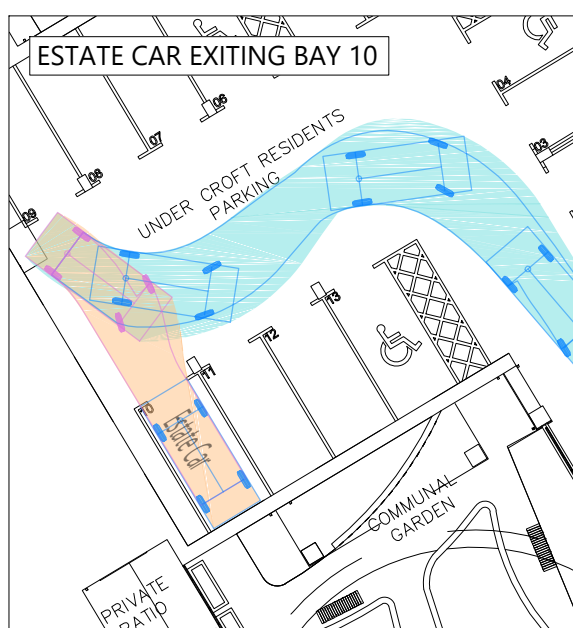 ESTATE CAR EXITING BAY 10
04
06
03
07
UNDER CROFT RESIDENTS
PARKING
08
09
13
12
11
Estate Car
COMMUNAL
GARDEN
PRIVATE
PATIO